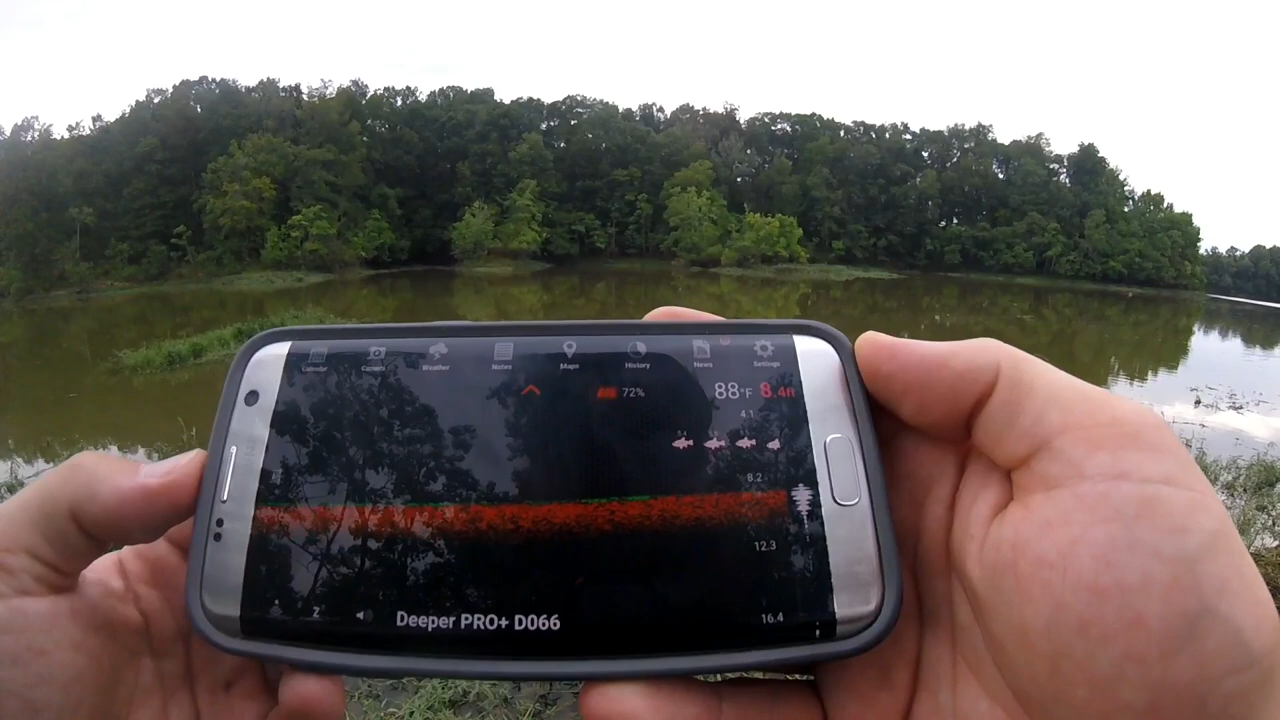 Calendar Camera Weather Notes Maps History News Settings
72% 88°F 8.4ft
4.1
8.2
12.3
Deeper PRO+ D066
16.4